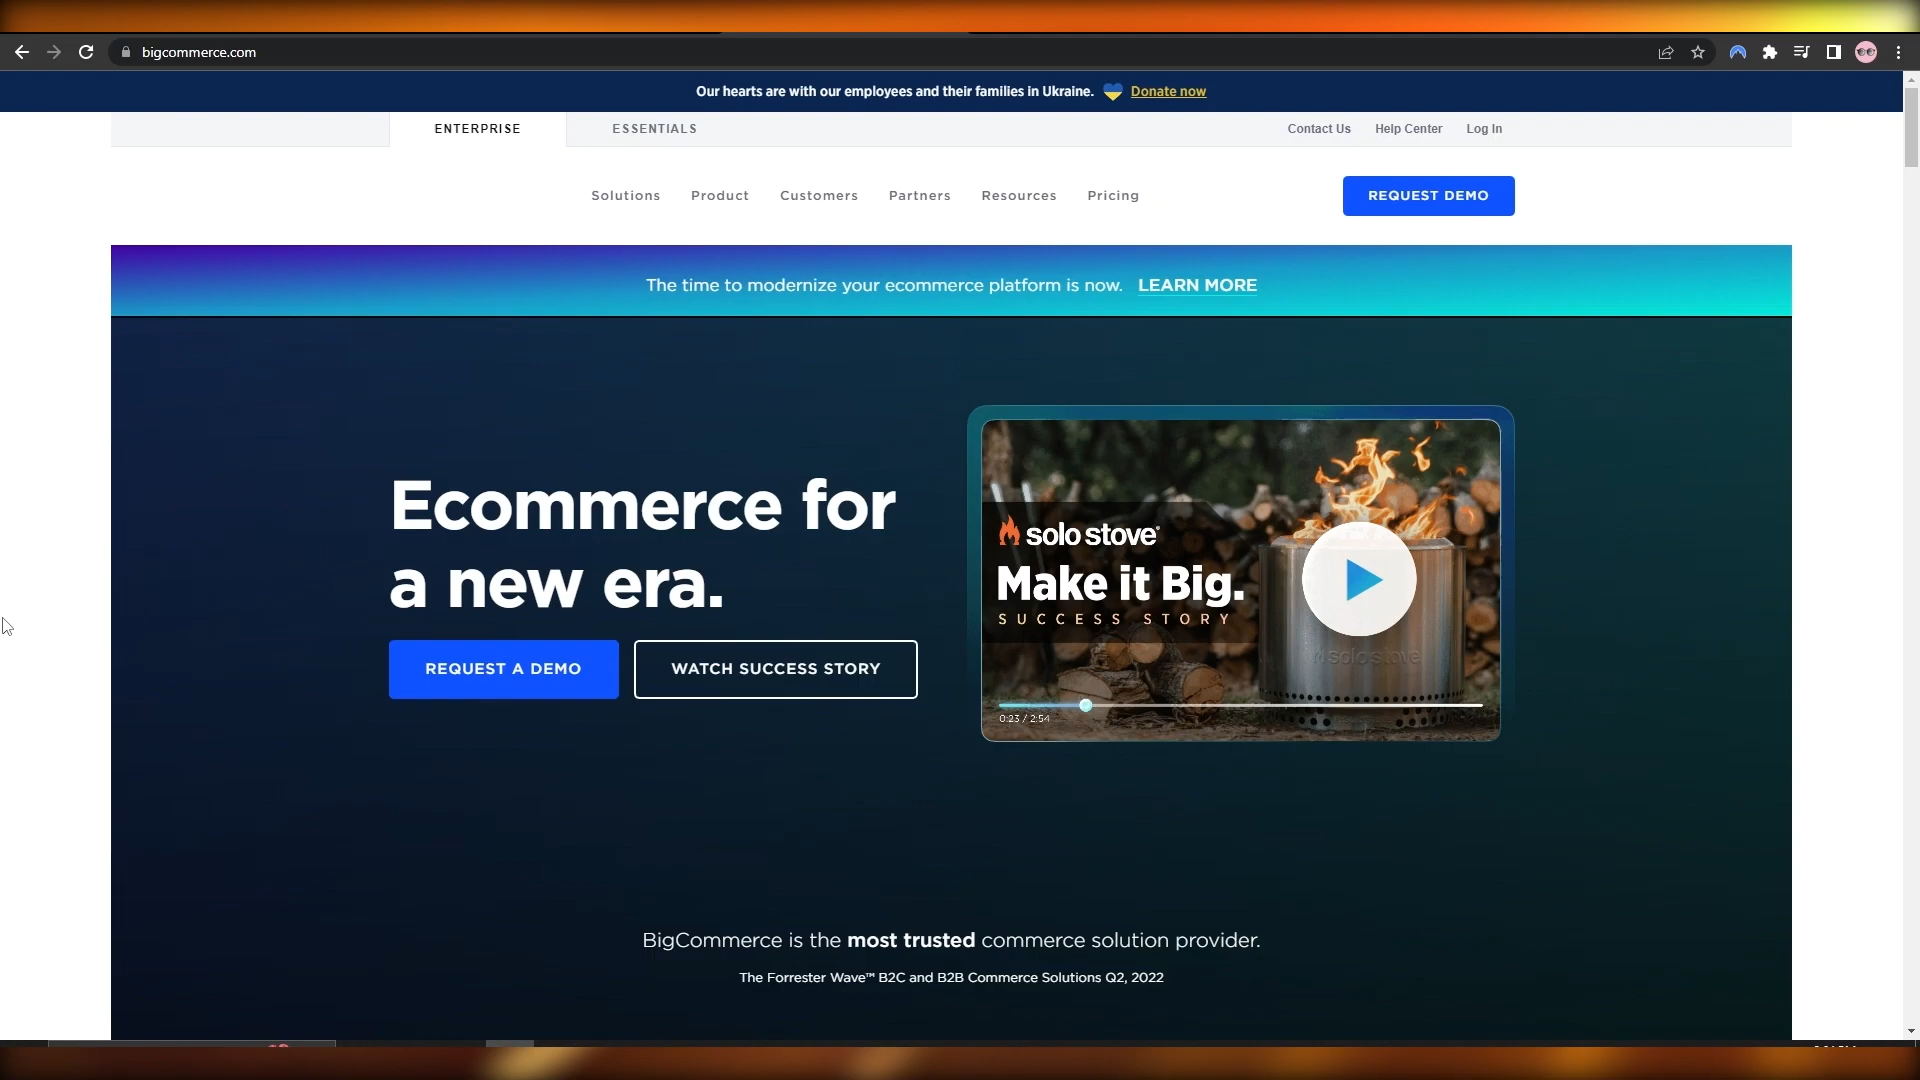 bigcommerce.com
Our hearts are with our employees and their families in Ukraine. Donate now
ENTERPRISE ESSENTIALS Contact Us Help Center Log In
Solutions Product Customers Partners Resources Pricing REQUEST DEMO
The time to modernize your ecommerce platform is now. LEARN MORE
Ecommerce for
a new era.
REQUEST A DEMO WATCH SUCCESS STORY
solo stove
Make it Big.
SUCCESS STORY
solo stove
0:23 / 2:54
BigCommerce is the most trusted commerce solution provider.
The Forrester Wave™ B2C and B2B Commerce Solutions Q2, 2022